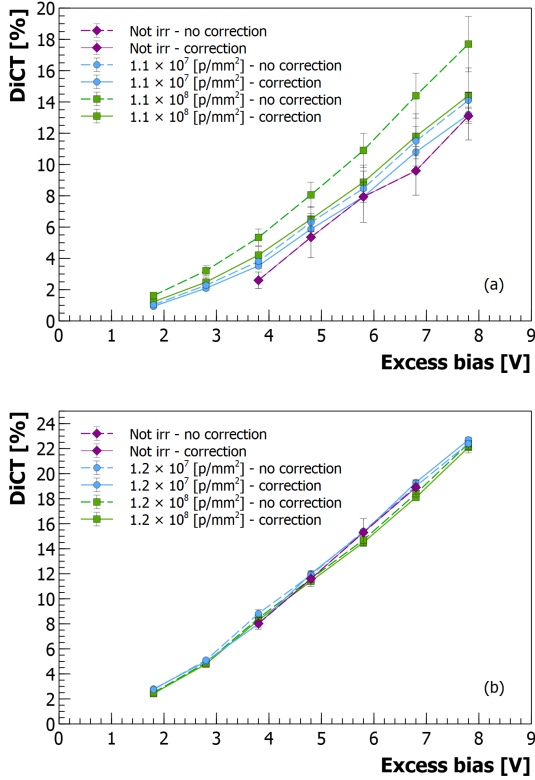 DiCT [%]
20
18
16
14
12
10
8
6
4
2
0
Not irr - no correction
Not irr - correction
1.1 × 10⁷ [p/mm²] - no correction
1.1 × 10⁷ [p/mm²] - correction
1.1 × 10⁸ [p/mm²] - no correction
1.1 × 10⁸ [p/mm²] - correction
(a)
0 1 2 3 4 5 6 7 8 9
Excess bias [V]
DiCT [%]
24
22
20
18
16
14
12
10
8
6
4
2
0
Not irr - no correction
Not irr - correction
1.2 × 10⁷ [p/mm²] - no correction
1.2 × 10⁷ [p/mm²] - correction
1.2 × 10⁸ [p/mm²] - no correction
1.2 × 10⁸ [p/mm²] - correction
(b)
0 1 2 3 4 5 6 7 8 9
Excess bias [V]